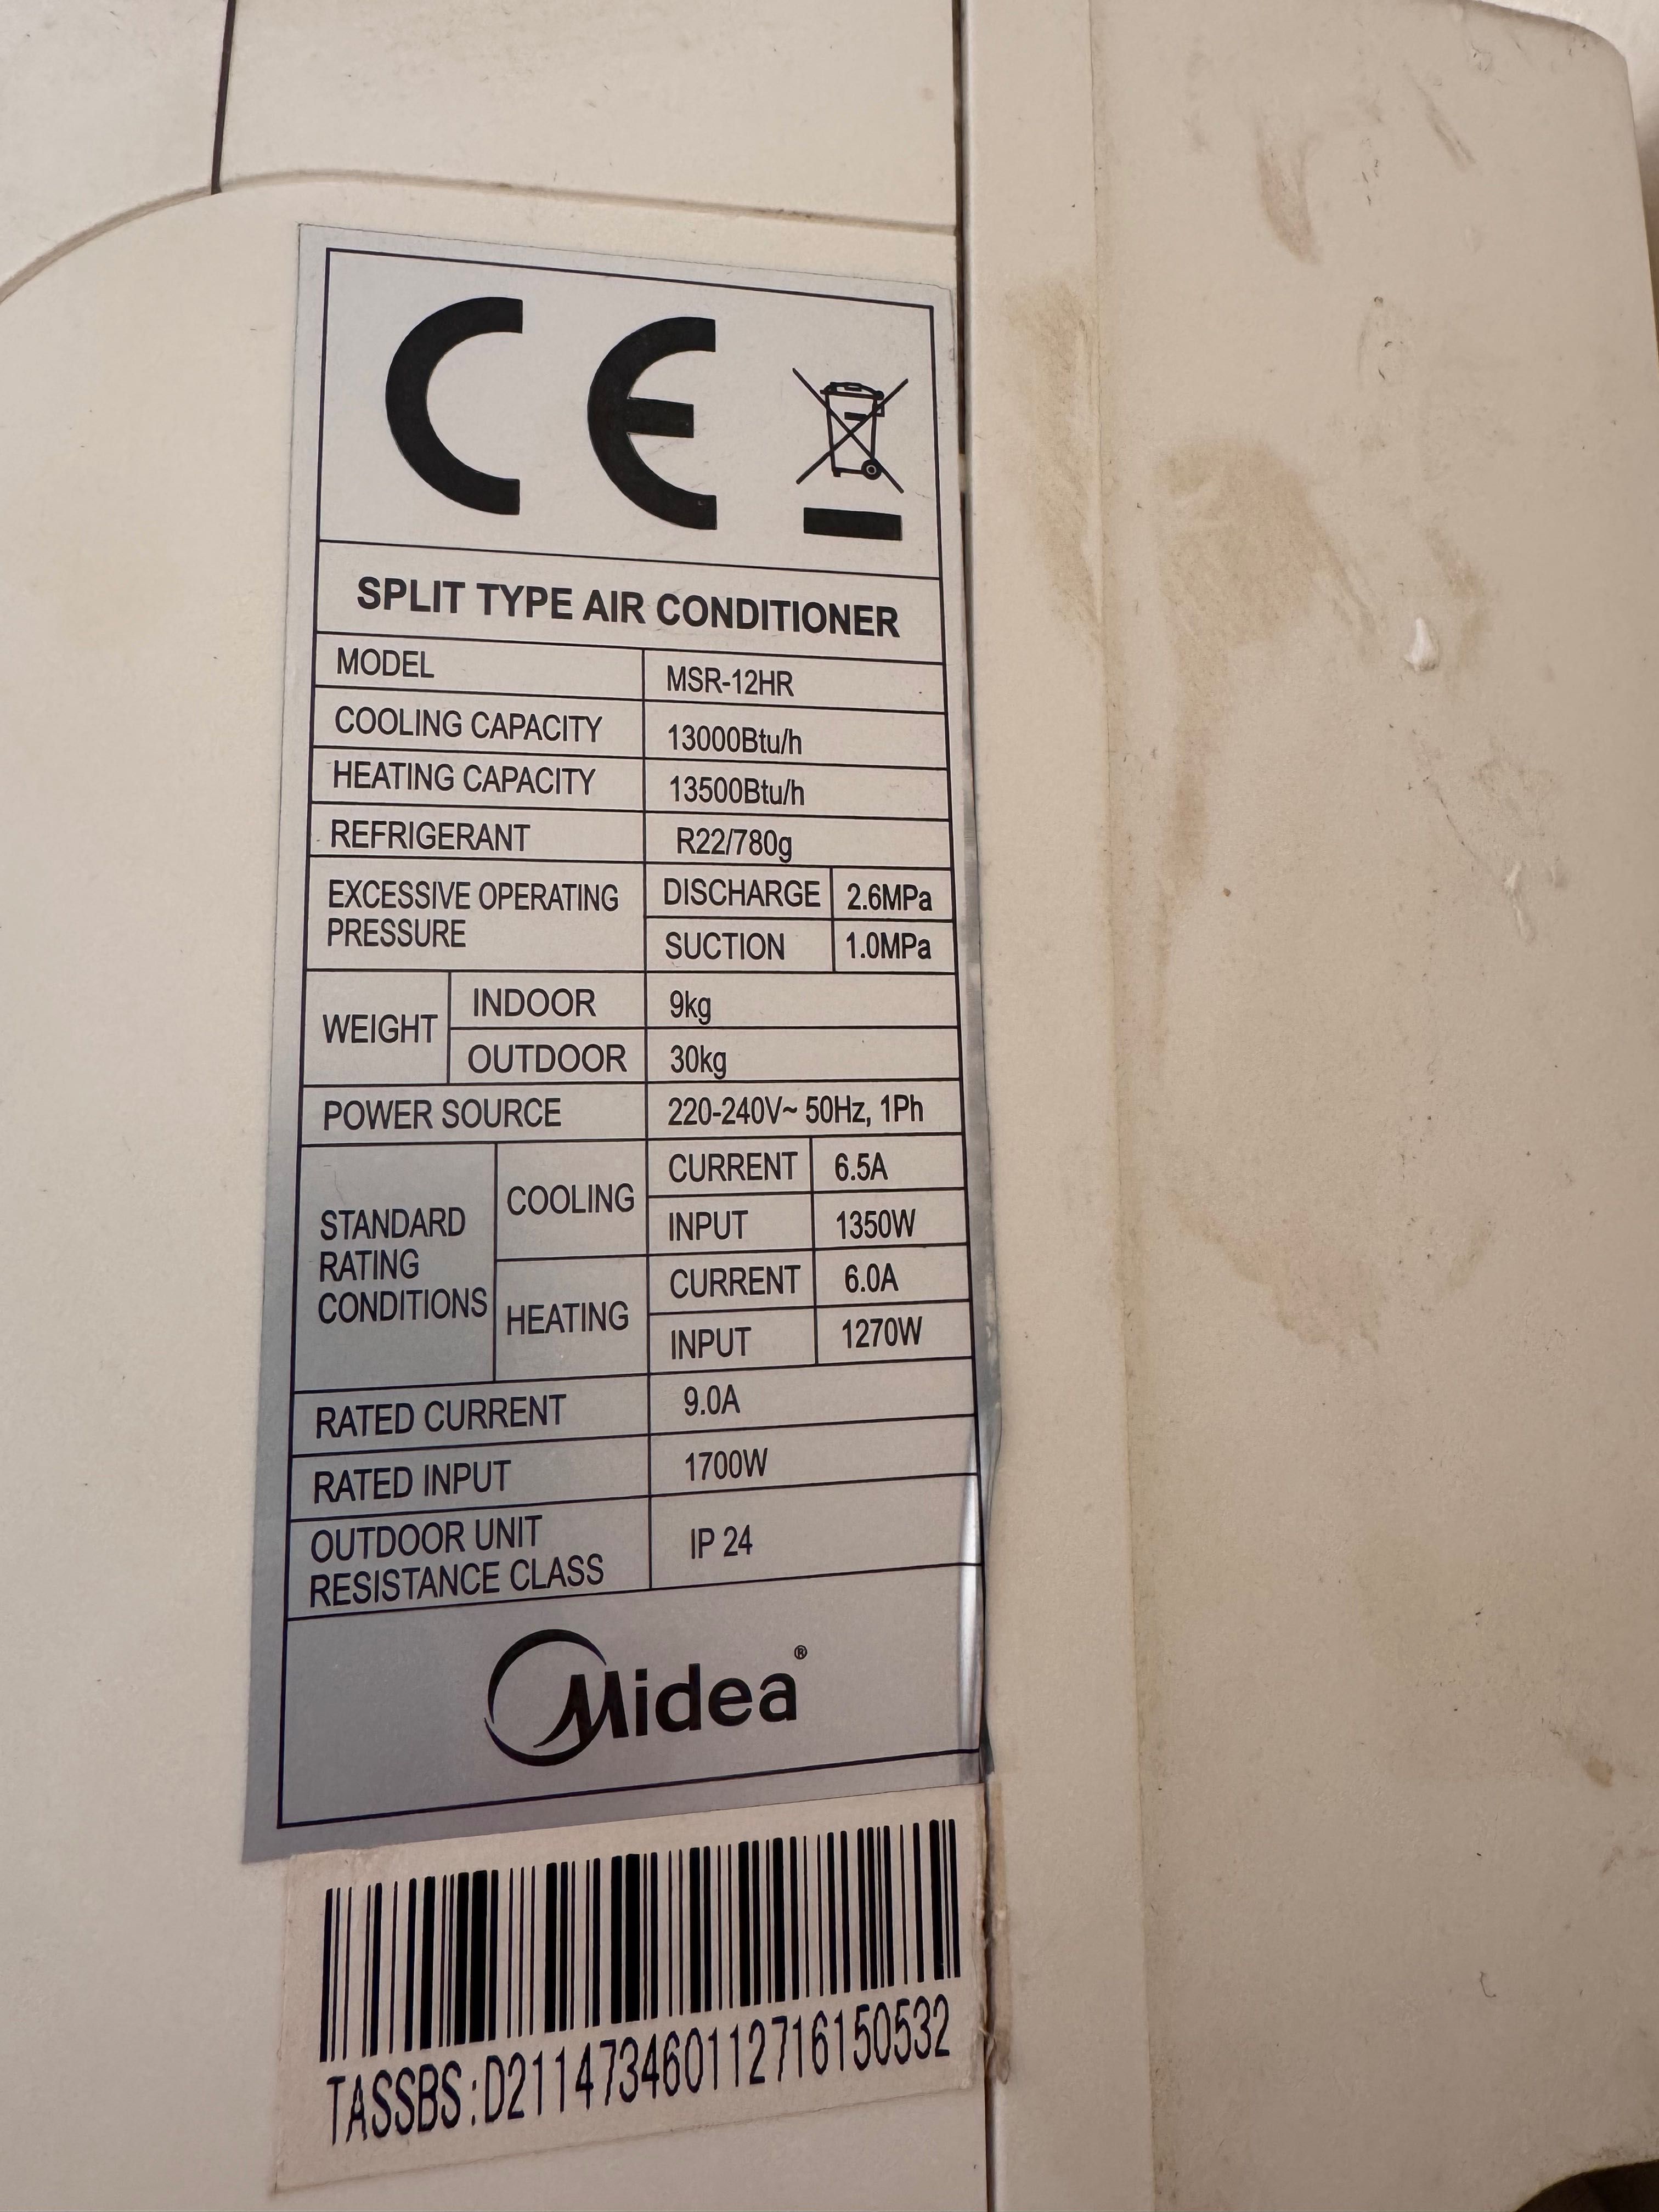 CE
SPLIT TYPE AIR CONDITIONER
MODEL MSR-12HR
COOLING CAPACITY 13000Btu/h
HEATING CAPACITY 13500Btu/h
REFRIGERANT R22/780g
EXCESSIVE OPERATING
PRESSURE
DISCHARGE 2.6MPa
SUCTION 1.0MPa
WEIGHT
INDOOR 9kg
OUTDOOR 30kg
POWER SOURCE 220-240V~ 50Hz, 1Ph
STANDARD
RATING
CONDITIONS
COOLING
CURRENT 6.5A
INPUT 1350W
HEATING
CURRENT 6.0A
INPUT 1270W
RATED CURRENT 9.0A
RATED INPUT 1700W
OUTDOOR UNIT
RESISTANCE CLASS
IP 24
Midea®
TASSBS:D211473460112716150532